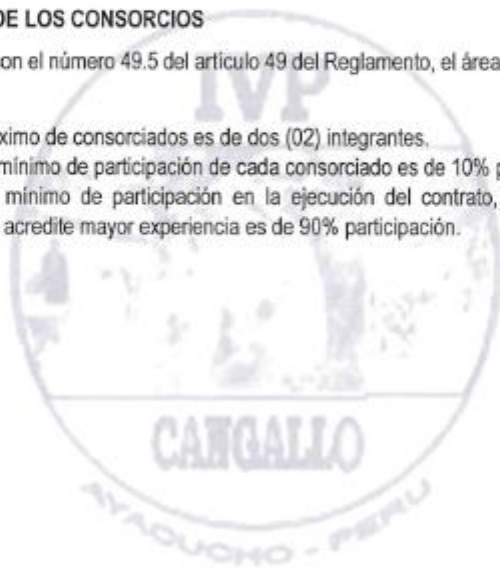 DE LOS CONSORCIOS
on el número 49.5 del artículo 49 del Reglamento, el área
ximo de consorciados es de dos (02) integrantes.
mínimo de participación de cada consorciado es de 10% p
mínimo de participación en la ejecución del contrato,
acredite mayor experiencia es de 90% participación.
IVP
CANGALLO
AYACUCHO - PERU